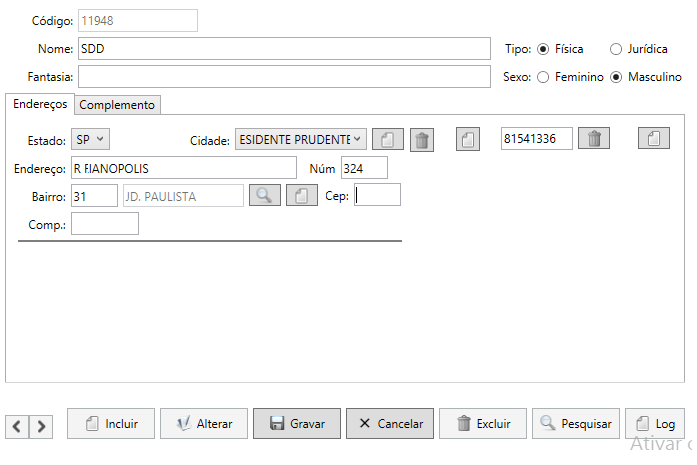 Código: 11948
Nome: SDD Tipo: Física Jurídica
Fantasia: Sexo: Feminino Masculino
Endereços Complemento
Estado: SP Cidade: ESIDENTE PRUDENTE 81541336
Endereço: R FJANOPOLIS Núm 324
Bairro: 31 JD. PAULISTA Cep:
Comp.:
Incluir Alterar Gravar Cancelar Excluir Pesquisar Log
Ativar